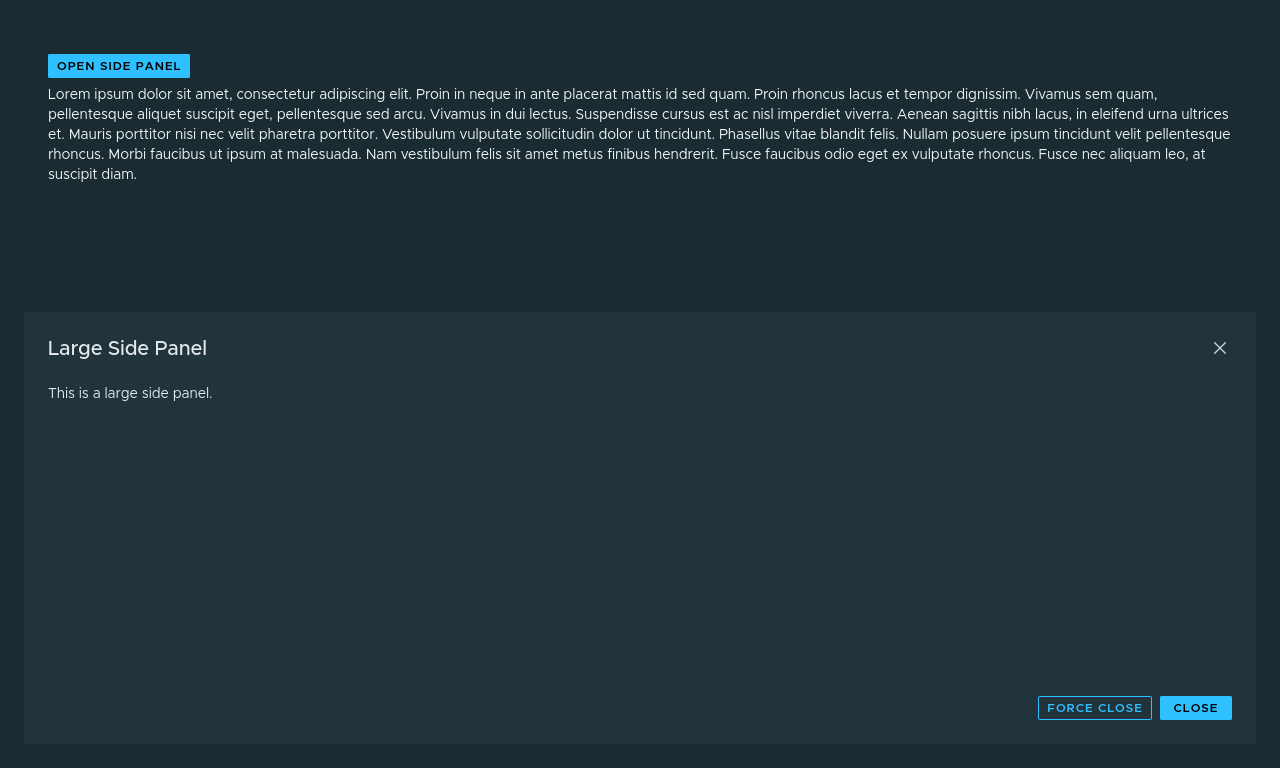 OPEN SIDE PANEL
Lorem ipsum dolor sit amet, consectetur adipiscing elit. Proin in neque in ante placerat mattis id sed quam. Proin rhoncus lacus et tempor dignissim. Vivamus sem quam,
pellentesque aliquet suscipit eget, pellentesque sed arcu. Vivamus in dui lectus. Suspendisse cursus est ac nisl imperdiet viverra. Aenean sagittis nibh lacus, in eleifend urna ultrices
et. Mauris porttitor nisi nec velit pharetra porttitor. Vestibulum vulputate sollicitudin dolor ut tincidunt. Phasellus vitae blandit felis. Nullam posuere ipsum tincidunt velit pellentesque
rhoncus. Morbi faucibus ut ipsum at malesuada. Nam vestibulum felis sit amet metus finibus hendrerit. Fusce faucibus odio eget ex vulputate rhoncus. Fusce nec aliquam leo, at
suscipit diam.
Large Side Panel
This is a large side panel.
FORCE CLOSE
CLOSE